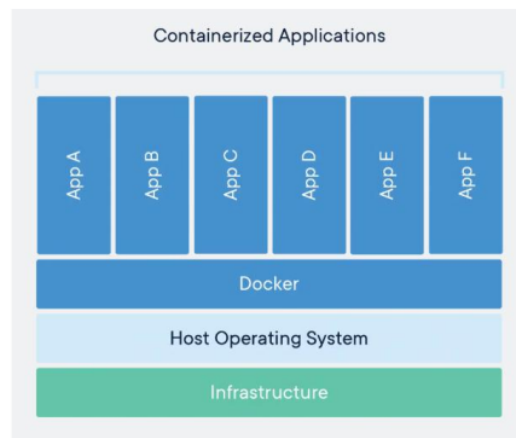 Containerized Applications
App A
App B
App C
App D
App E
App F
Docker
Host Operating System
Infrastructure